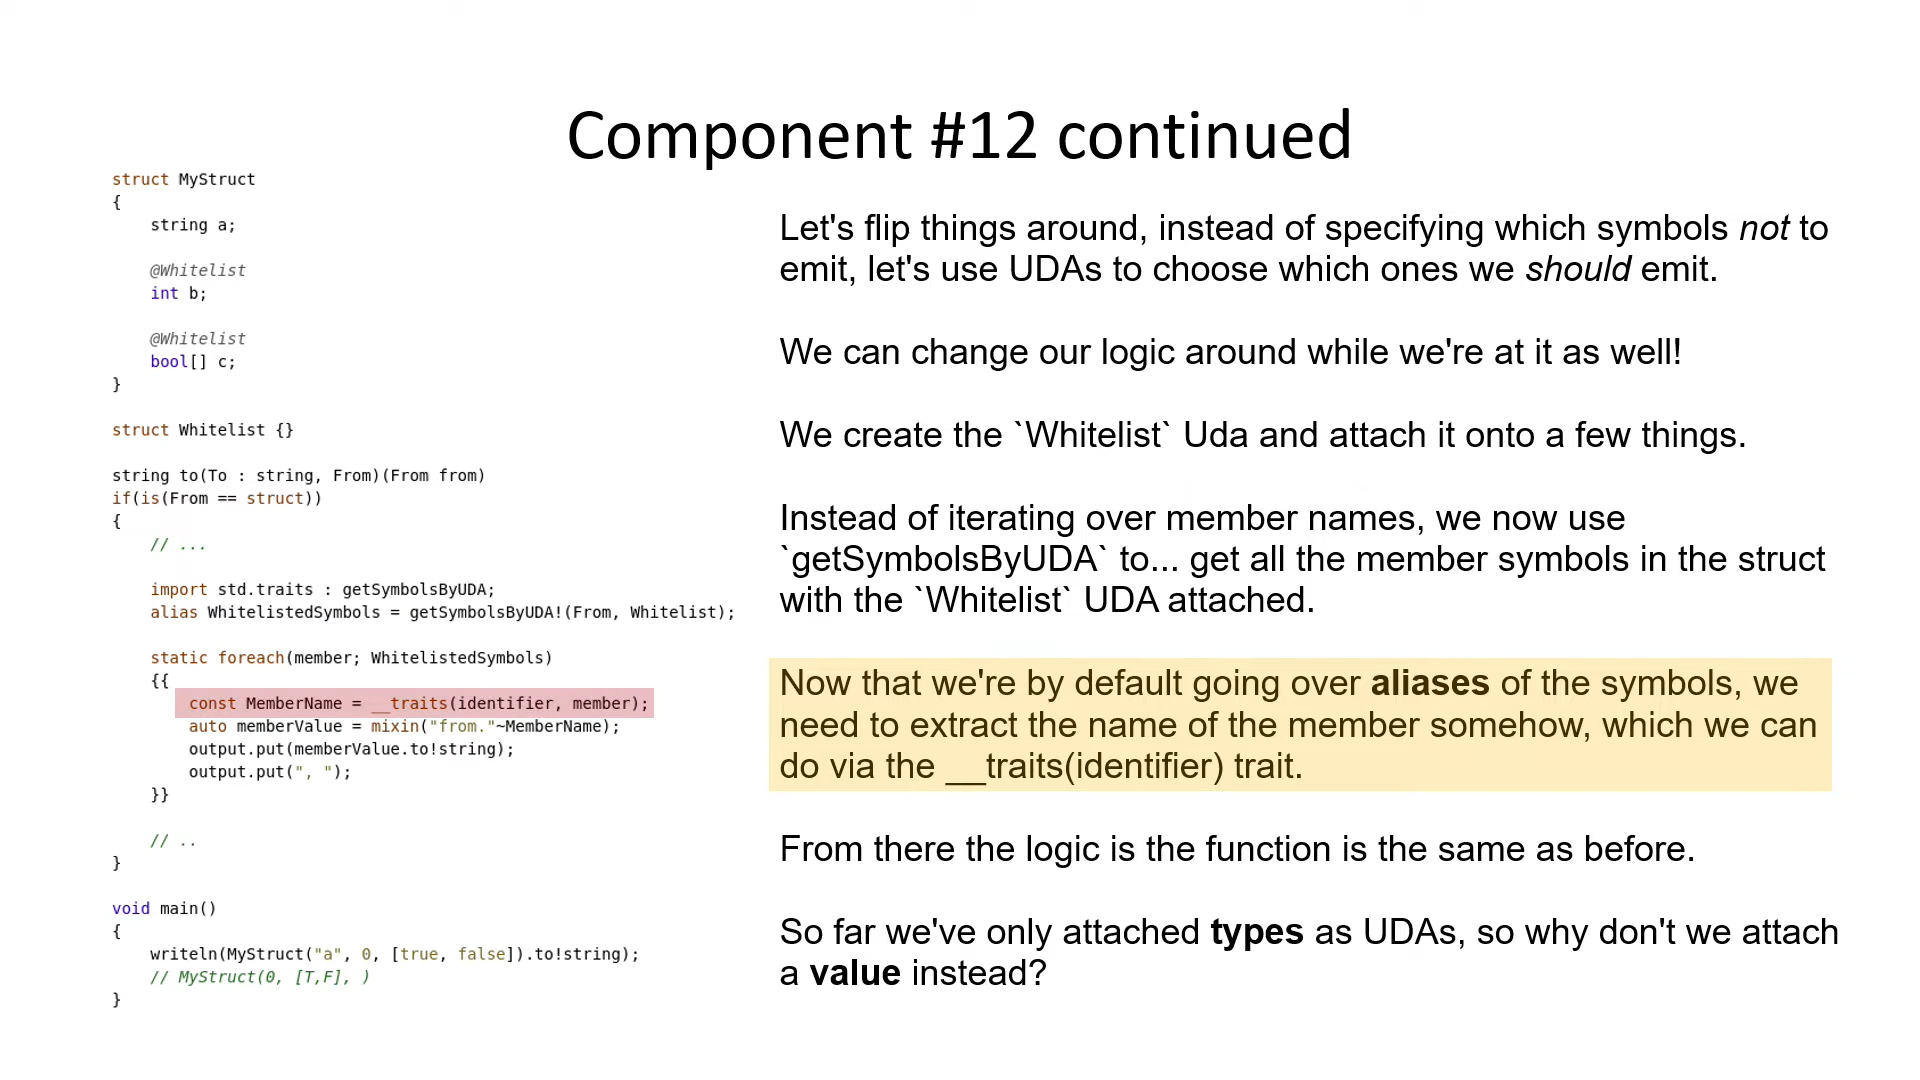 Component #12 continued
struct MyStruct
{
    string a;

    @Whitelist
    int b;

    @Whitelist
    bool[] c;
}

struct Whitelist {}

string to(To : string, From)(From from)
if(is(From == struct))
{
    // ...

    import std.traits : getSymbolsByUDA;
    alias WhitelistedSymbols = getSymbolsByUDA!(From, Whitelist);

    static foreach(member; WhitelistedSymbols)
    {{
        const MemberName = __traits(identifier, member);
        auto memberValue = mixin("from."~MemberName);
        output.put(memberValue.to!string);
        output.put(", ");
    }}

    // ..
}

void main()
{
    writeln(MyStruct("a", 0, [true, false]).to!string);
    // MyStruct(0, [T,F], )
}
Let's flip things around, instead of specifying which symbols not to
emit, let's use UDAs to choose which ones we should emit.
We can change our logic around while we're at it as well!
We create the `Whitelist` Uda and attach it onto a few things.
Instead of iterating over member names, we now use
`getSymbolsByUDA` to... get all the member symbols in the struct
with the `Whitelist` UDA attached.
Now that we're by default going over aliases of the symbols, we
need to extract the name of the member somehow, which we can
do via the __traits(identifier) trait.
From there the logic is the function is the same as before.
So far we've only attached types as UDAs, so why don't we attach
a value instead?